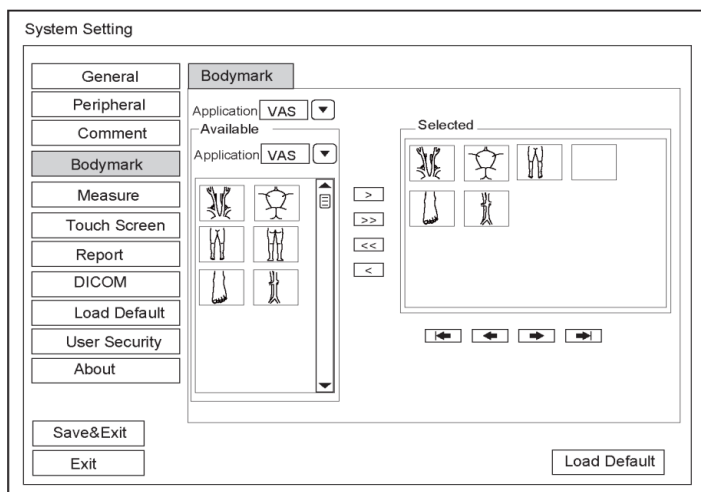 System Setting
General
Peripheral
Comment
Bodymark
Measure
Touch Screen
Report
DICOM
Load Default
User Security
About
Save&Exit
Exit
Bodymark
Application VAS
Available
Application VAS
>
>>
<<
<
Selected
Load Default